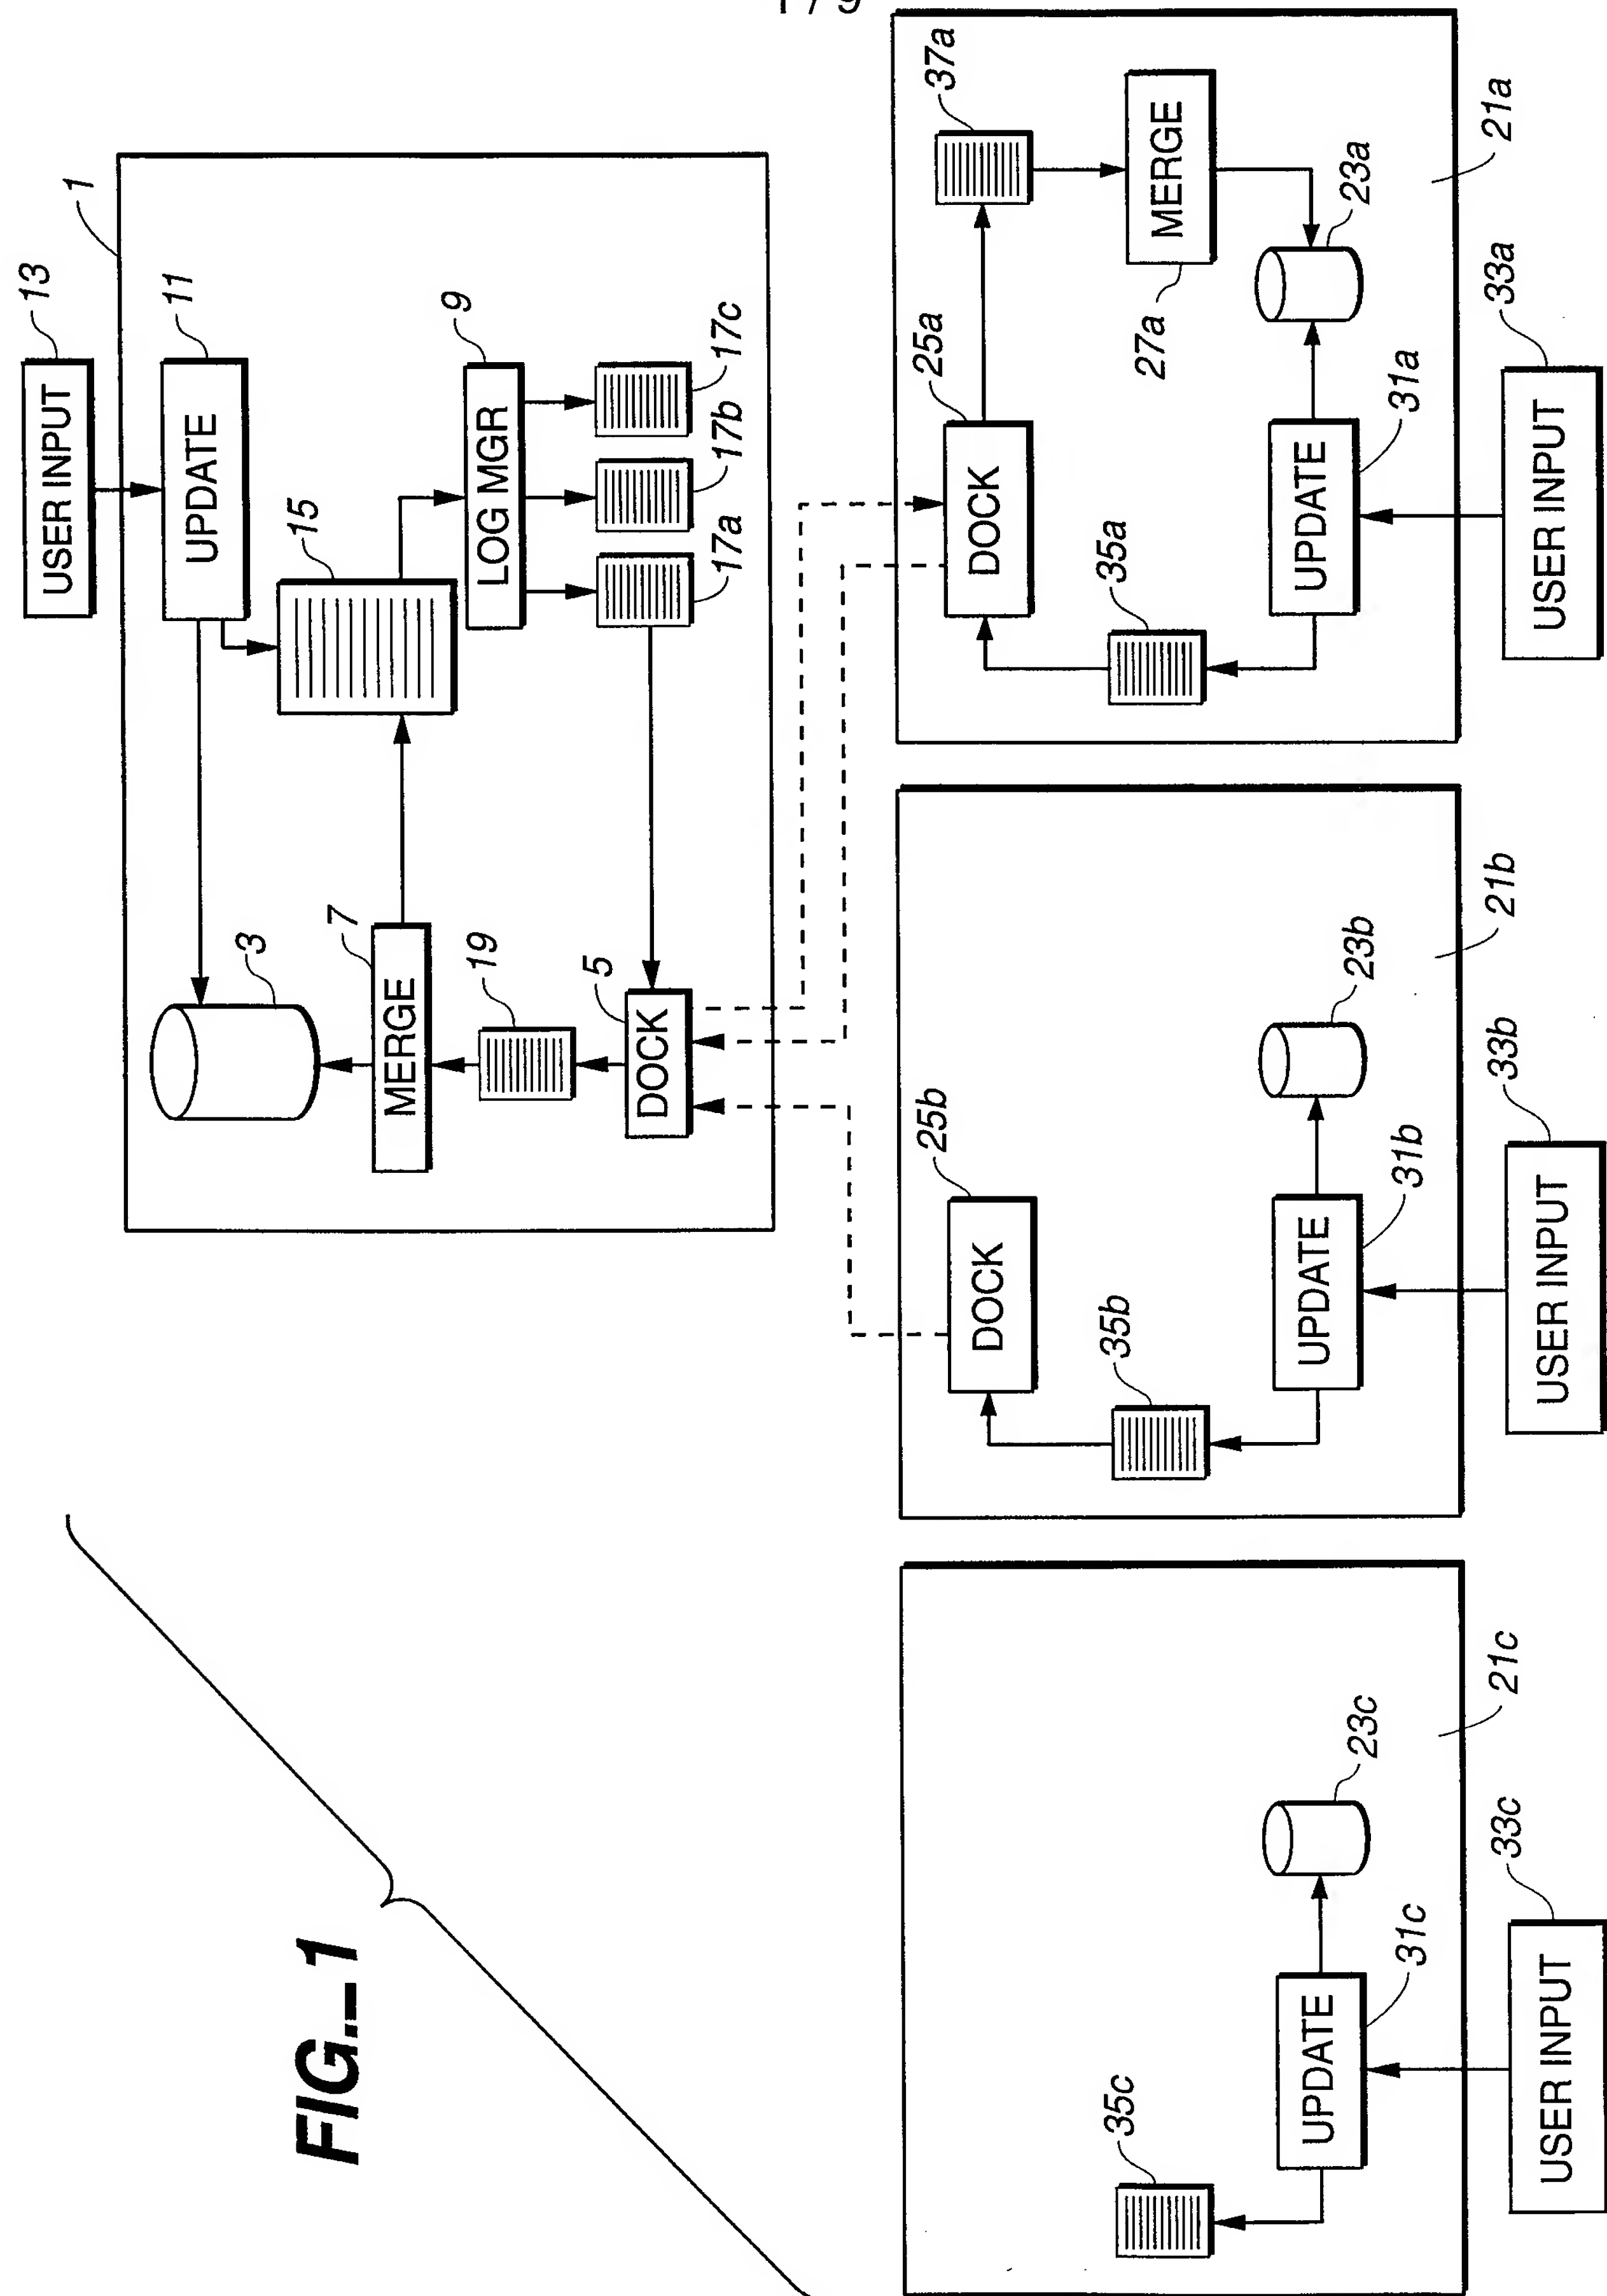 1/9
FIG._1
USER INPUT
13
1
UPDATE
11
3
15
MERGE
7
LOG MGR
9
19
17a
17b
17c
DOCK
5
DOCK
25b
DOCK
25a
37a
35c
35b
35a
MERGE
27a
UPDATE
31c
23c
UPDATE
31b
23b
UPDATE
31a
23a
21c
21b
21a
USER INPUT
33c
USER INPUT
33b
USER INPUT
33a